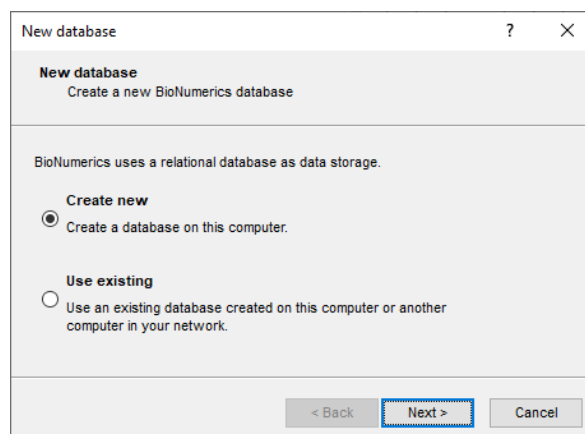 New database
?
New database
Create a new BioNumerics database
BioNumerics uses a relational database as data storage.
Create new
Create a database on this computer.
Use existing
Use an existing database created on this computer or another
computer in your network.
< Back
Next >
Cancel